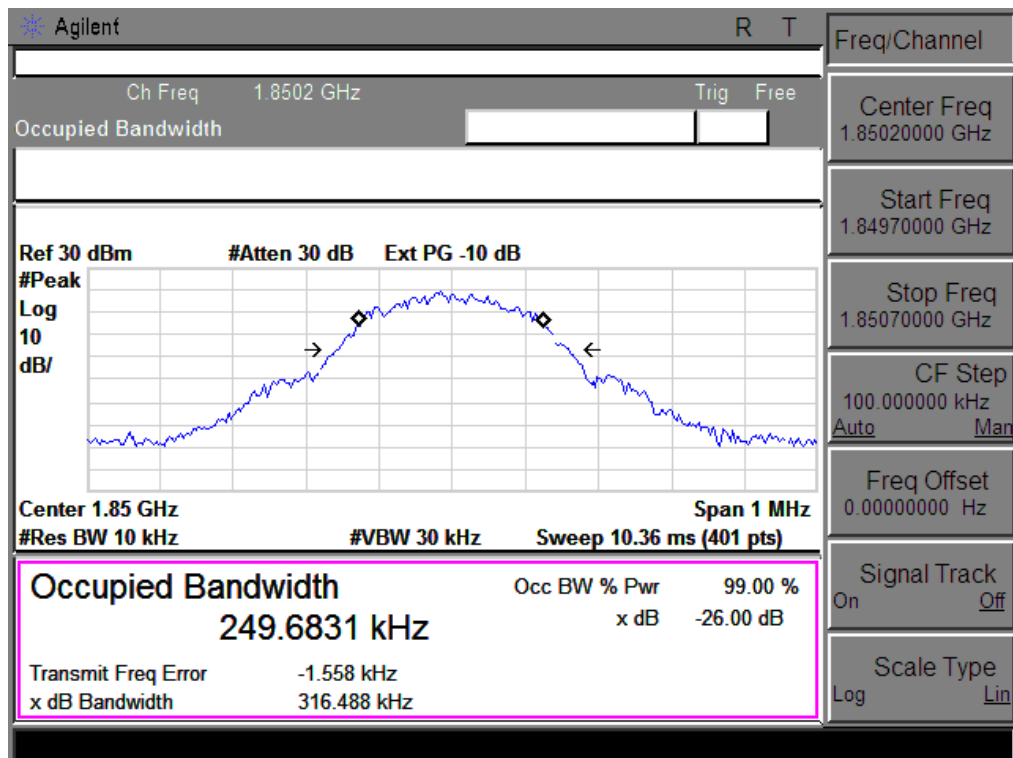 Agilent
R T
Ch Freq 1.8502 GHz
Trig Free
Occupied Bandwidth
Ref 30 dBm
#Atten 30 dB
Ext PG -10 dB
#Peak
Log
10
dB/
Center 1.85 GHz
Span 1 MHz
#Res BW 10 kHz
#VBW 30 kHz
Sweep 10.36 ms (401 pts)
Occupied Bandwidth
249.6831 kHz
Occ BW % Pwr 99.00 %
x dB -26.00 dB
Transmit Freq Error -1.558 kHz
x dB Bandwidth 316.488 kHz
Freq/Channel
Center Freq
1.85020000 GHz
Start Freq
1.84970000 GHz
Stop Freq
1.85070000 GHz
CF Step
100.000000 kHz
Auto Man
Freq Offset
0.00000000 Hz
Signal Track
On Off
Scale Type
Log Lin